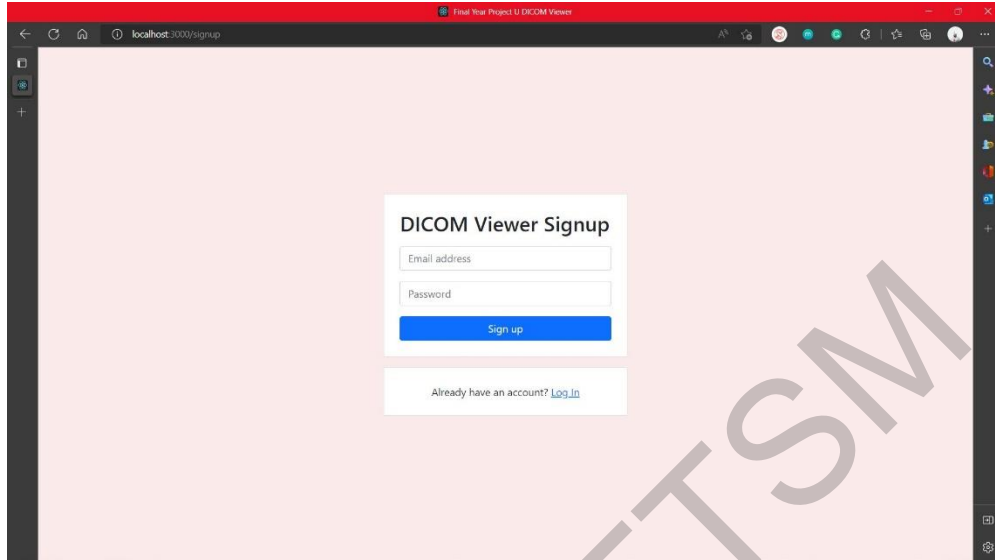 Final Year Project U DICOM Viewer
localhost:3000/signup
DICOM Viewer Signup
Email address
Password
Sign up
Already have an account? Log In
FTSM